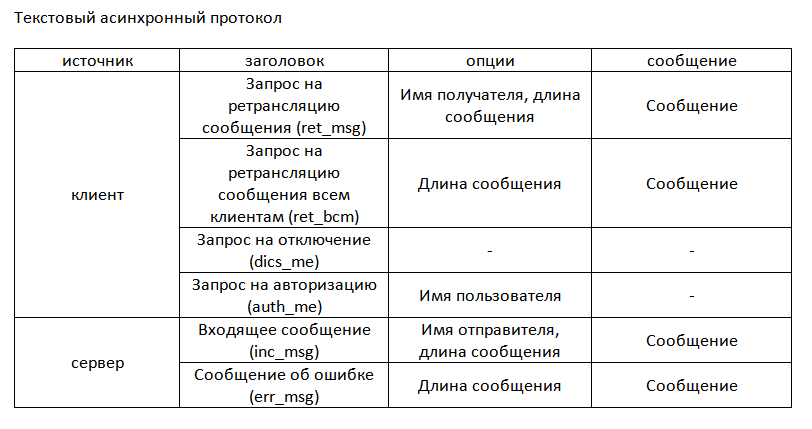 Текстовый асинхронный протокол
источник
заголовок
опции
сообщение
клиент
Запрос на
ретрансляцию
сообщения (ret_msg)
Имя получателя, длина
сообщения
Сообщение
Запрос на
ретрансляцию
сообщения всем
клиентам (ret_bcm)
Длина сообщения
Сообщение
Запрос на отключение
(dics_me)
-
-
Запрос на авторизацию
(auth_me)
Имя пользователя
-
сервер
Входящее сообщение
(inc_msg)
Имя отправителя,
длина сообщения
Сообщение
Сообщение об ошибке
(err_msg)
Длина сообщения
Сообщение